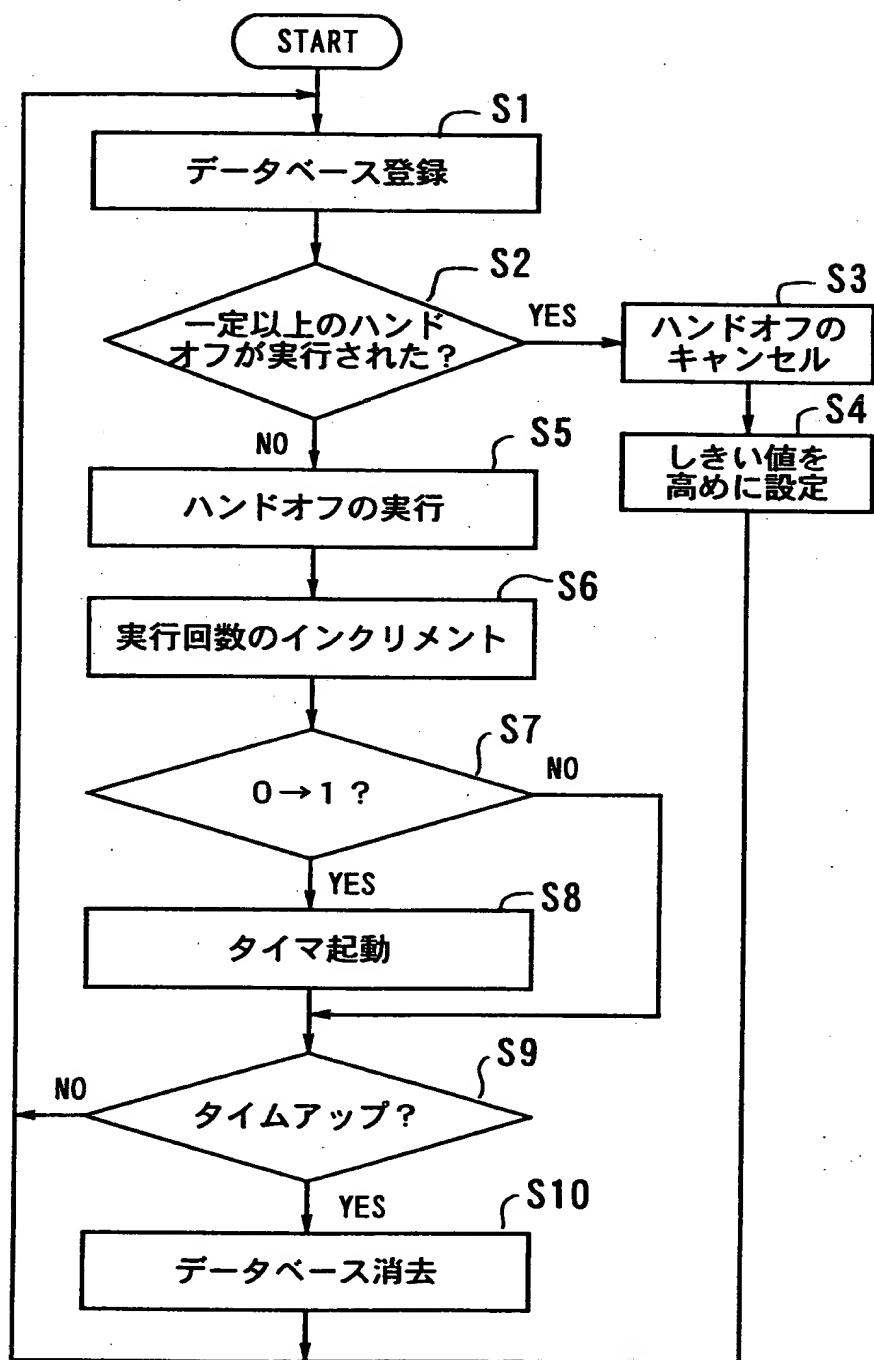 START
S1
データベース登録
S2
一定以上のハンド
オフが実行された？
YES
S3
ハンドオフの
キャンセル
S4
しきい値を
高めに設定
NO
S5
ハンドオフの実行
S6
実行回数のインクリメント
S7
0→1？
NO
YES
S8
タイマ起動
S9
タイムアップ？
NO
YES
S10
データベース消去